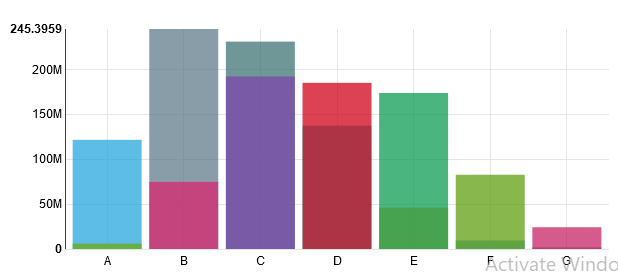 245.3959
200M
150M
100M
50M
0
A B C D E F G
Activate Windo